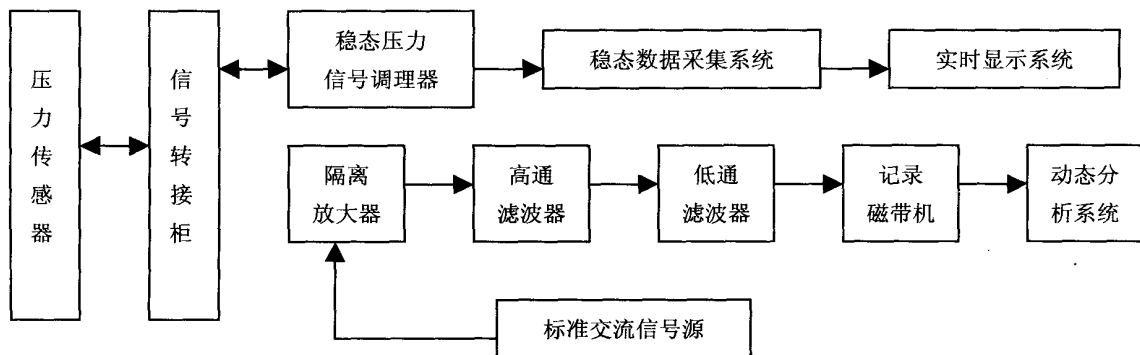 压力传感器
信号转接柜
稳态压力
信号调理器
稳态数据采集系统
实时显示系统
隔离
放大器
高通
滤波器
低通
滤波器
记录
磁带机
动态分
析系统
标准交流信号源